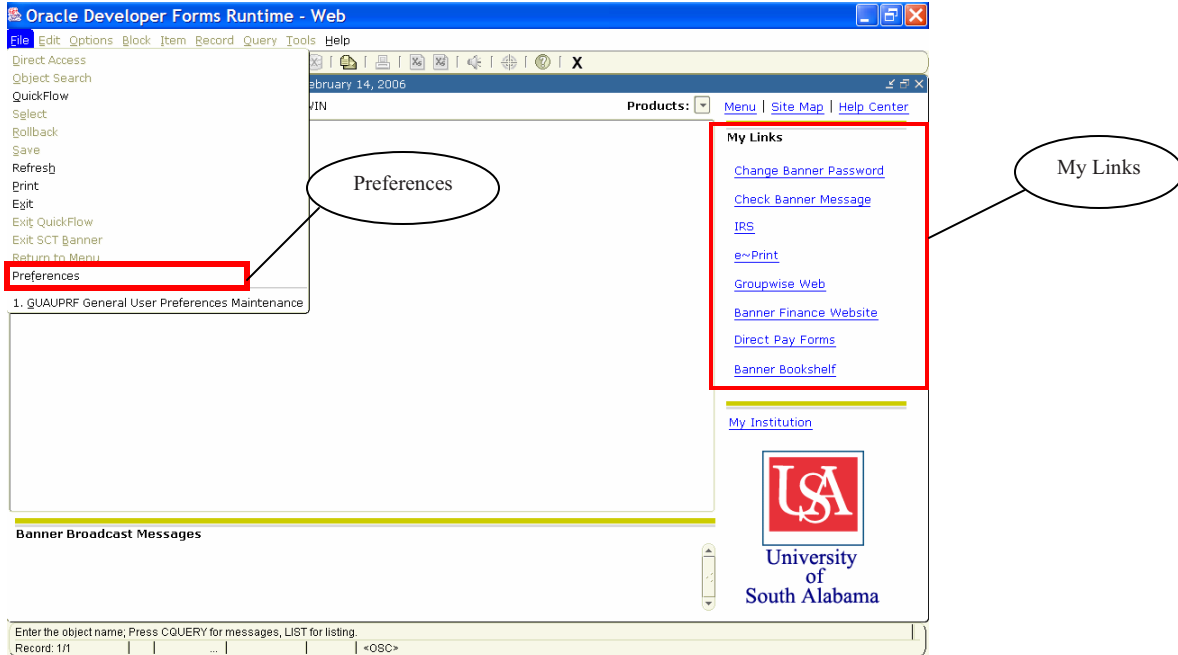 Oracle Developer Forms Runtime - Web
File Edit Options Block Item Record Query Tools Help
Direct Access
Object Search
QuickFlow
Select
Rollback
Save
Refresh
Print
Exit
Exit QuickFlow
Exit SCT Banner
Return to Menu
Preferences
1. GUAUPRF General User Preferences Maintenance
X
ebruary 14, 2006
Products:
Menu | Site Map | Help Center
My Links
Change Banner Password
Check Banner Message
IRS
e~Print
Groupwise Web
Banner Finance Website
Direct Pay Forms
Banner Bookshelf
My Institution
USA
University
of
South Alabama
Preferences
My Links
Banner Broadcast Messages
Enter the object name; Press CQUERY for messages, LIST for listing.
Record: 1/1 ... <OSC>